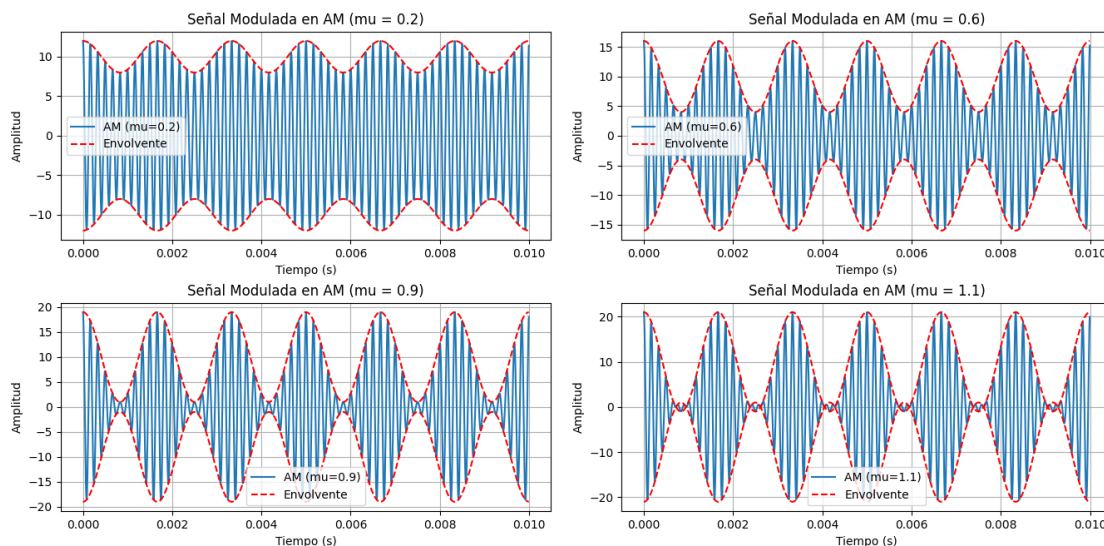 Señal Modulada en AM (mu = 0.2)
Amplitud
10
5
0
−5
−10
AM (mu=0.2)
Envolvente
0.000
0.002
0.004
0.006
0.008
0.010
Tiempo (s)
Señal Modulada en AM (mu = 0.6)
Amplitud
15
10
5
0
−5
−10
−15
AM (mu=0.6)
Envolvente
0.000
0.002
0.004
0.006
0.008
0.010
Tiempo (s)
Señal Modulada en AM (mu = 0.9)
Amplitud
20
15
10
5
0
−5
−10
−15
−20
AM (mu=0.9)
Envolvente
0.000
0.002
0.004
0.006
0.008
0.010
Tiempo (s)
Señal Modulada en AM (mu = 1.1)
Amplitud
20
10
0
−10
−20
AM (mu=1.1)
Envolvente
0.000
0.002
0.004
0.006
0.008
0.010
Tiempo (s)